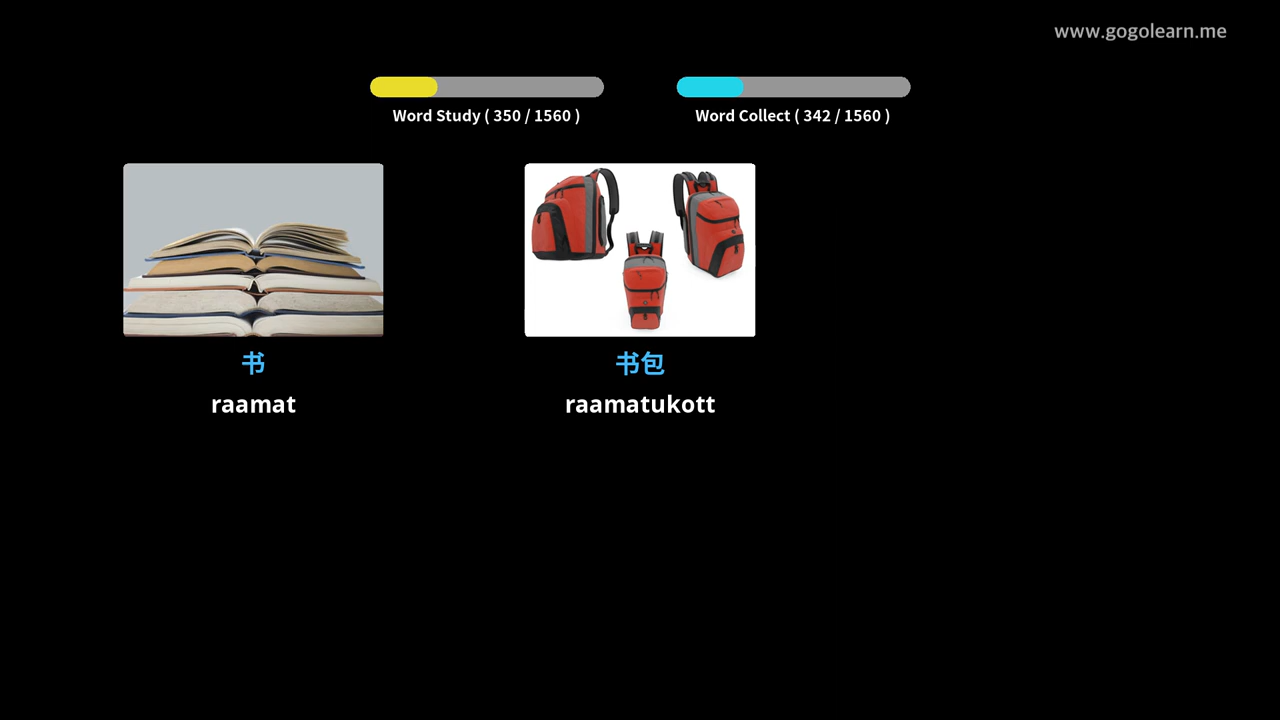 www.gogolearn.me
Word Study ( 350 / 1560 )
Word Collect ( 342 / 1560 )
书
raamat
书包
raamatukott